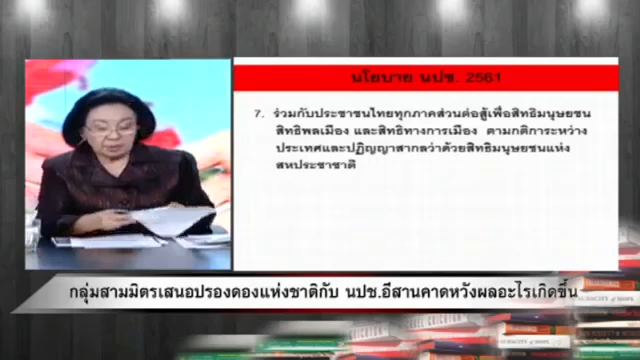 นโยบาย นปช. 2561
7. ร่วมกับประชาชนไทยทุกภาคส่วนต่อสู้เพื่อสิทธิมนุษยชน
สิทธิพลเมือง และสิทธิทางการเมือง ตามกติการะหว่าง
ประเทศและปฏิญญาสากลว่าด้วยสิทธิมนุษยชนแห่ง
สหประชาชาติ
กลุ่มสามมิตรเสนอปรองดองแห่งชาติกับ นปช.อีสานคาดหวังผลอะไรเกิดขึ้น